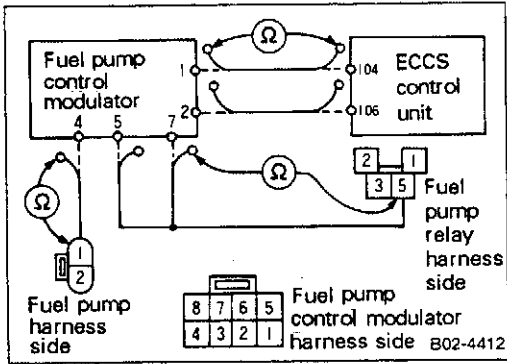 Fuel pump
control
modulator
1
2
4 5 7
Ω
104
106
ECCS
control
unit
Ω
Ω
2 1
3 5
Fuel
pump
relay
harness
side
1
2
Fuel pump
harness
side
8 7 6 5
4 3 2 1
Fuel pump
control modulator
harness side B02-4412